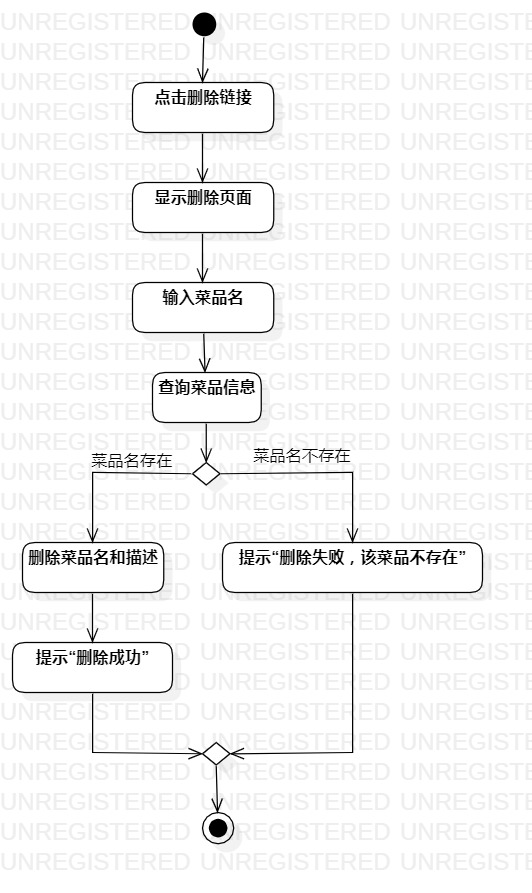 点击删除链接
显示删除页面
输入菜品名
查询菜品信息
菜品名存在
菜品名不存在
删除菜品名和描述
提示“删除失败，该菜品不存在”
提示“删除成功”
UNREGISTERED